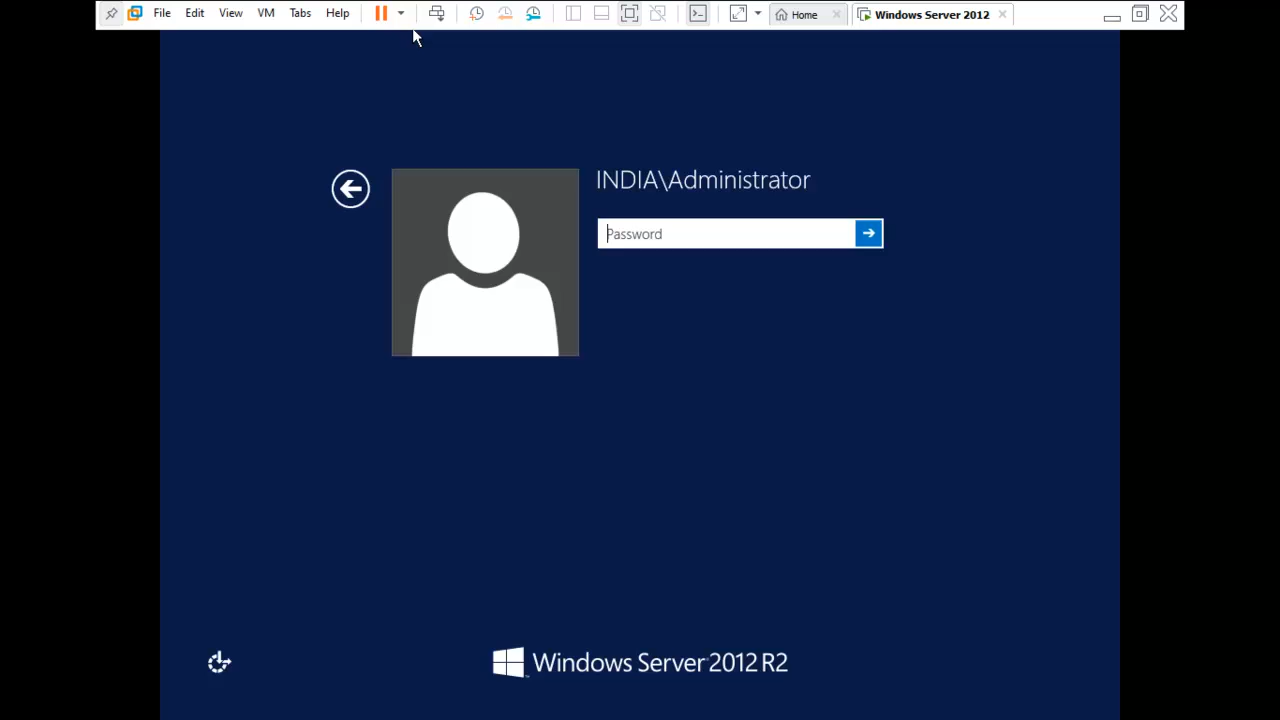 File Edit View VM Tabs Help Home Windows Server 2012
INDIA\Administrator
Password
Windows Server 2012 R2